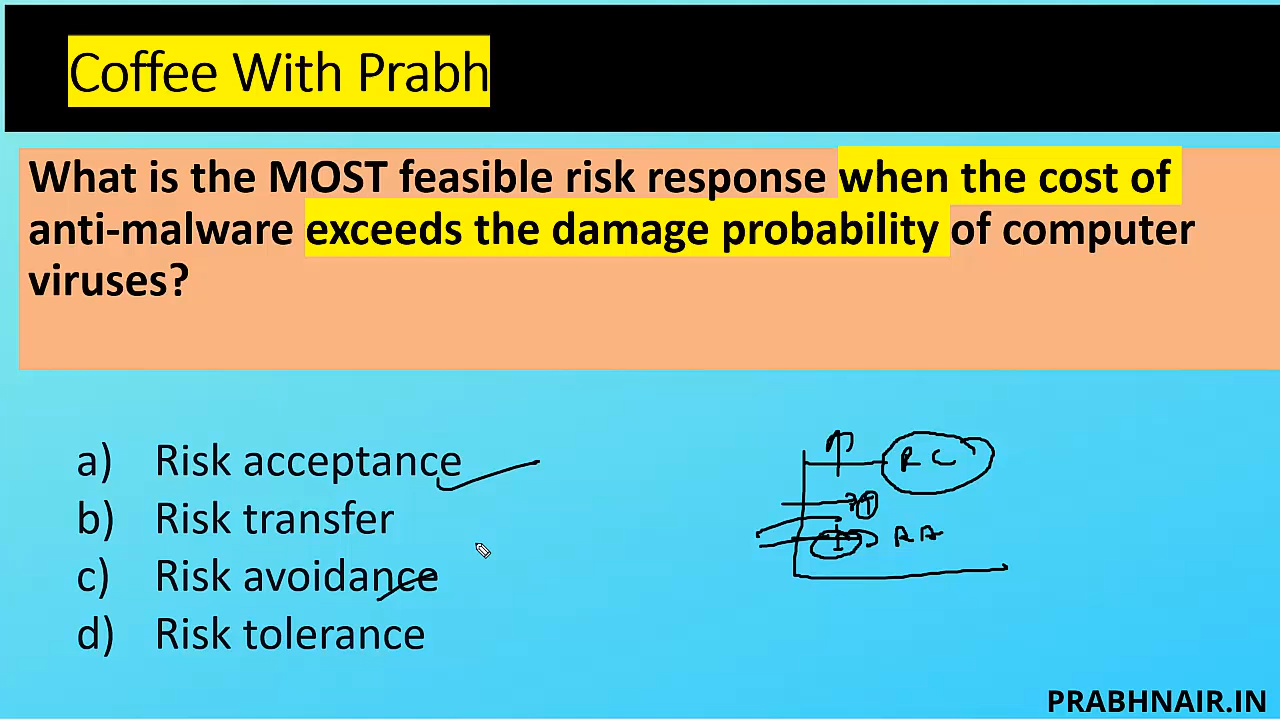 Coffee With Prabh
What is the MOST feasible risk response when the cost of
anti-malware exceeds the damage probability of computer
viruses?
a) Risk acceptance
b) Risk transfer
c) Risk avoidance
d) Risk tolerance
R C
RA
PRABHNAIR.IN